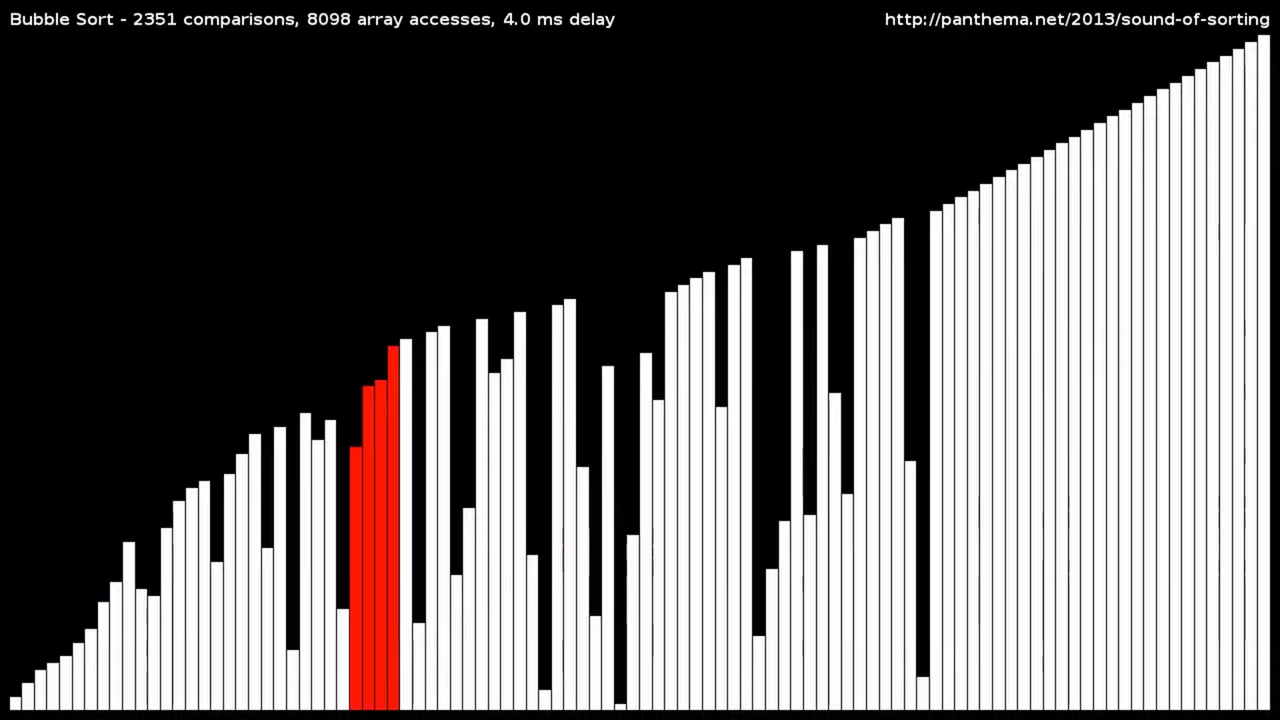 Bubble Sort - 2351 comparisons, 8098 array accesses, 4.0 ms delay
http://panthema.net/2013/sound-of-sorting